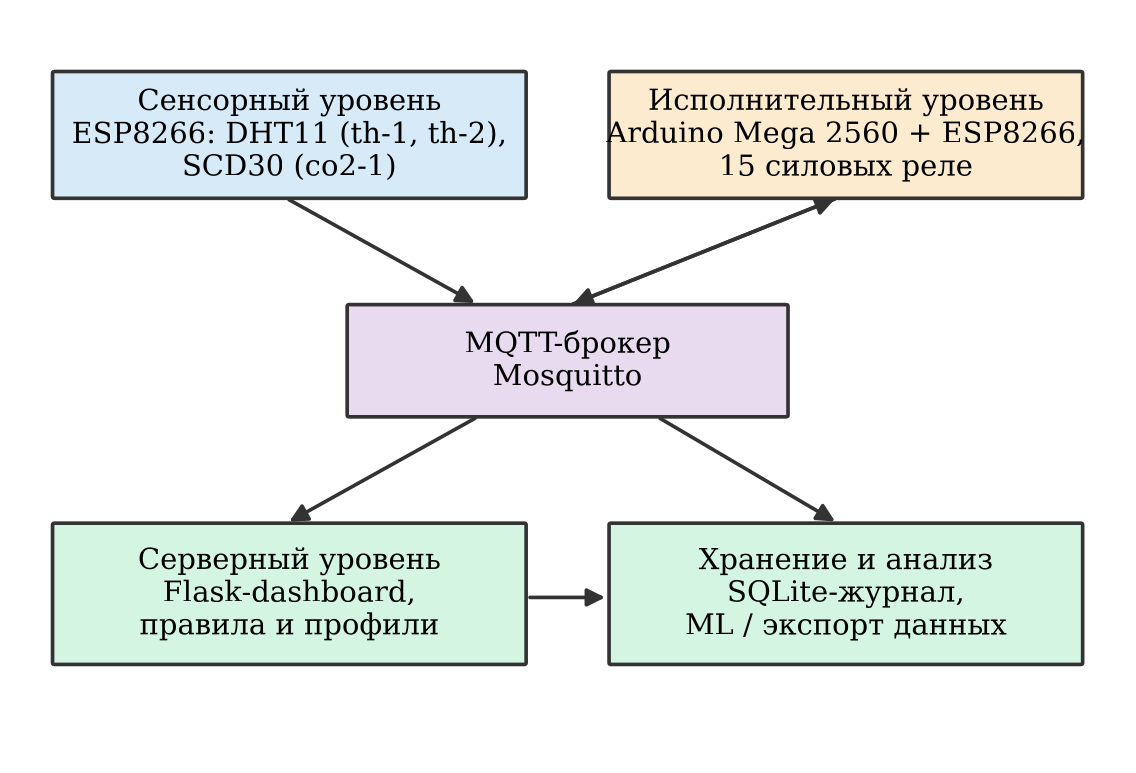 Сенсорный уровень
ESP8266: DHT11 (th-1, th-2),
SCD30 (co2-1)
Исполнительный уровень
Arduino Mega 2560 + ESP8266,
15 силовых реле
MQTT-брокер
Mosquitto
Серверный уровень
Flask-dashboard,
правила и профили
Хранение и анализ
SQLite-журнал,
ML / экспорт данных